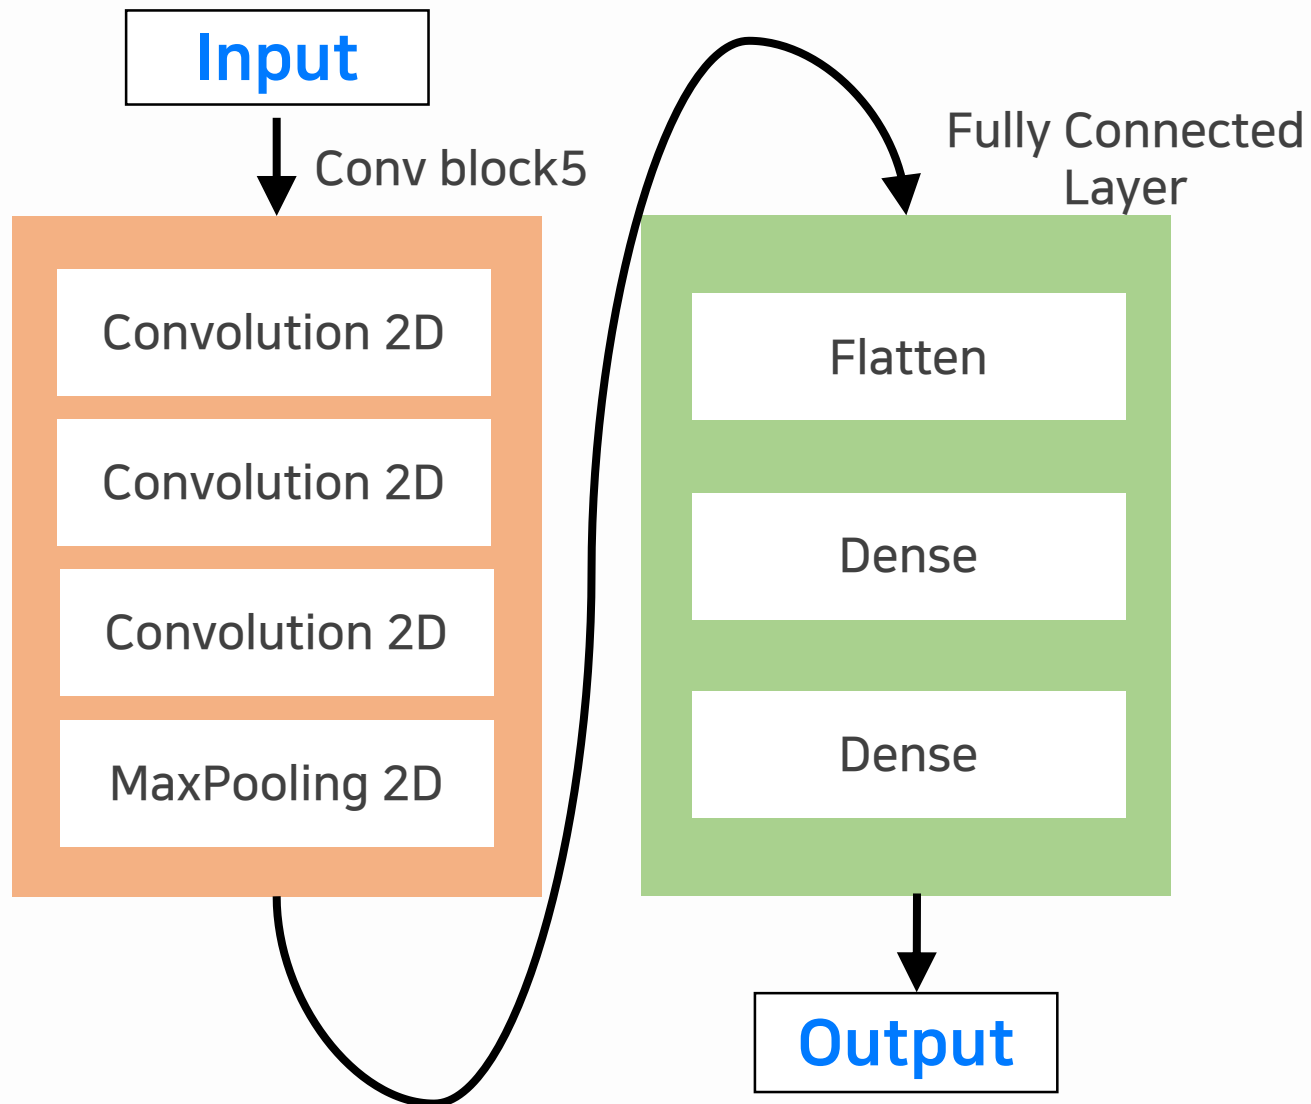 Input
Conv block5
Convolution 2D
Convolution 2D
Convolution 2D
MaxPooling 2D
Fully Connected
Layer
Flatten
Dense
Dense
Output